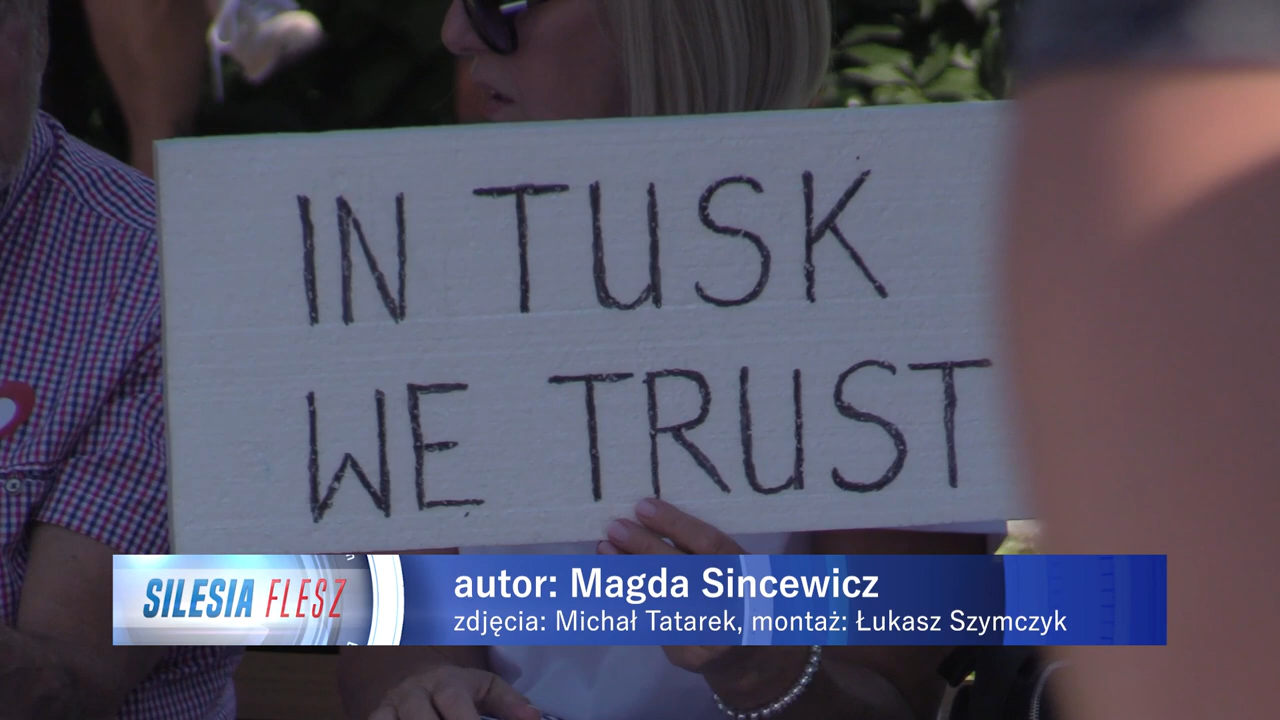 IN TUSK
WE TRUST
SILESIA FLESZ
autor: Magda Sincewicz
zdjęcia: Michał Tatarek, montaż: Łukasz Szymczyk